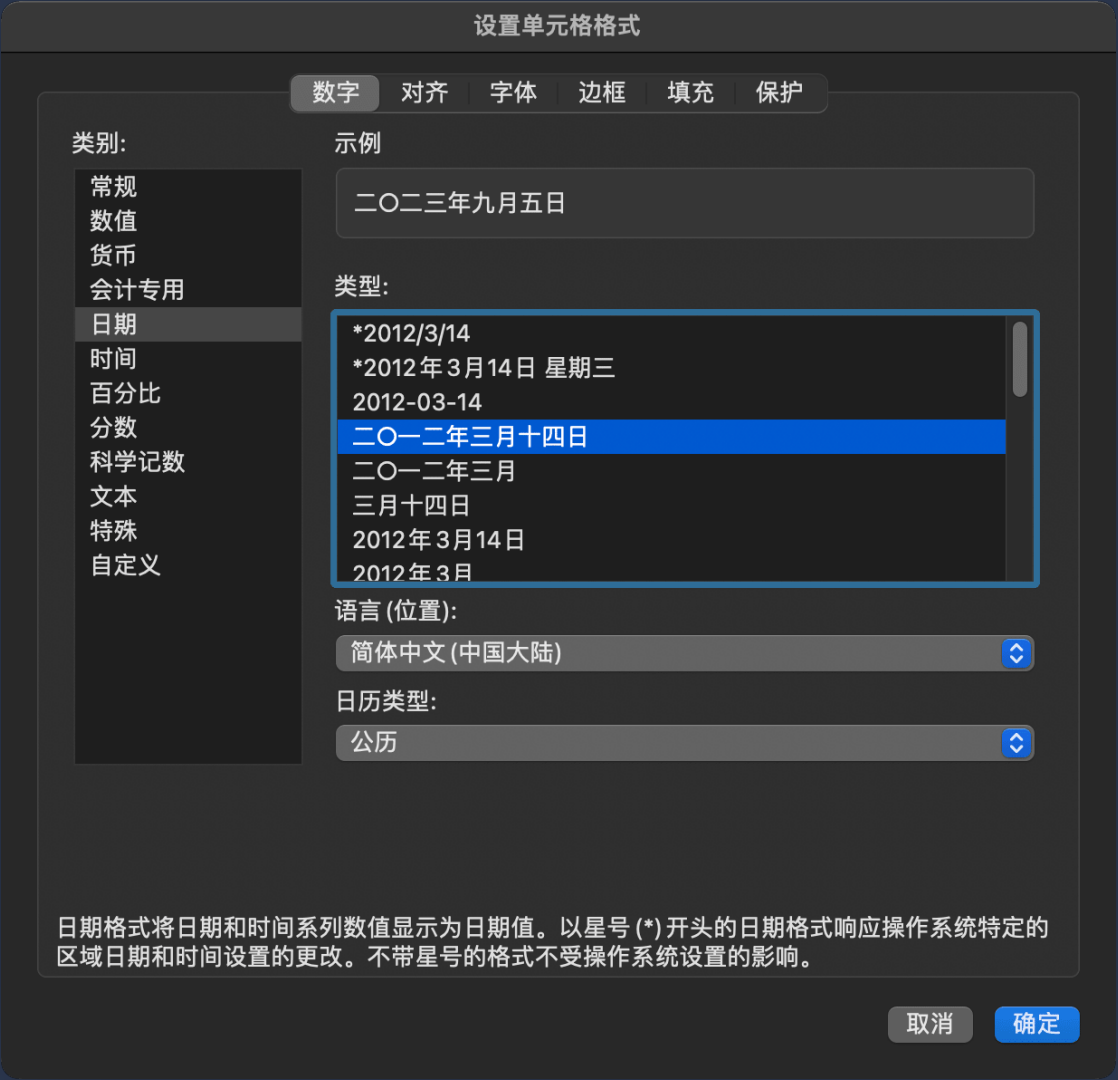 设置单元格格式
数字 对齐 字体 边框 填充 保护
类别:
常规
数值
货币
会计专用
日期
时间
百分比
分数
科学记数
文本
特殊
自定义
示例
二〇二三年九月五日
类型:
*2012/3/14
*2012年3月14日 星期三
2012-03-14
二〇一二年三月十四日
二〇一二年三月
三月十四日
2012年3月14日
2012年3月
语言(位置):
简体中文(中国大陆)
日历类型:
公历
日期格式将日期和时间系列数值显示为日期值。以星号(*)开头的日期格式响应操作系统特定的
区域日期和时间设置的更改。不带星号的格式不受操作系统设置的影响。
取消 确定